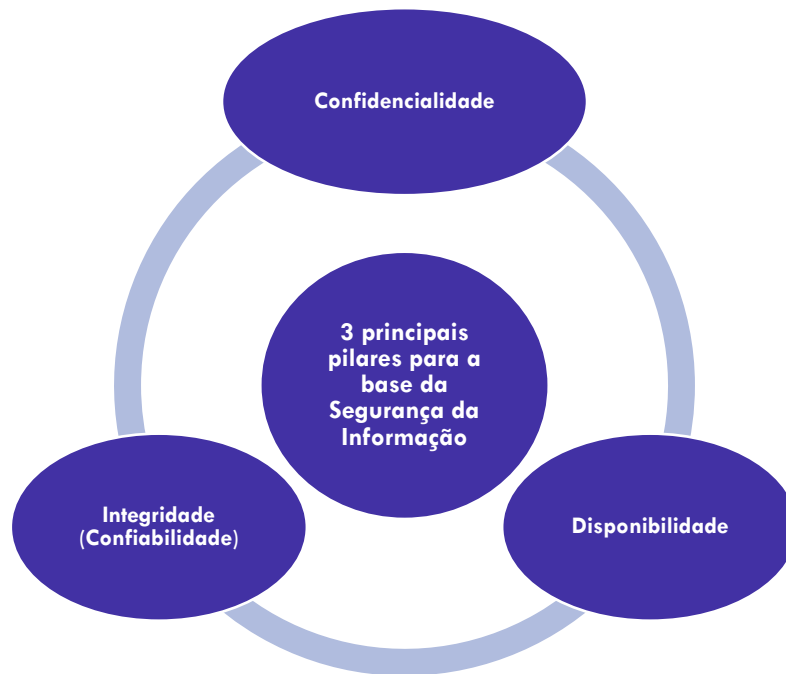 Confidencialidade
3 principais
pilares para a
base da
Segurança da
Informação
Integridade
(Confiabilidade)
Disponibilidade